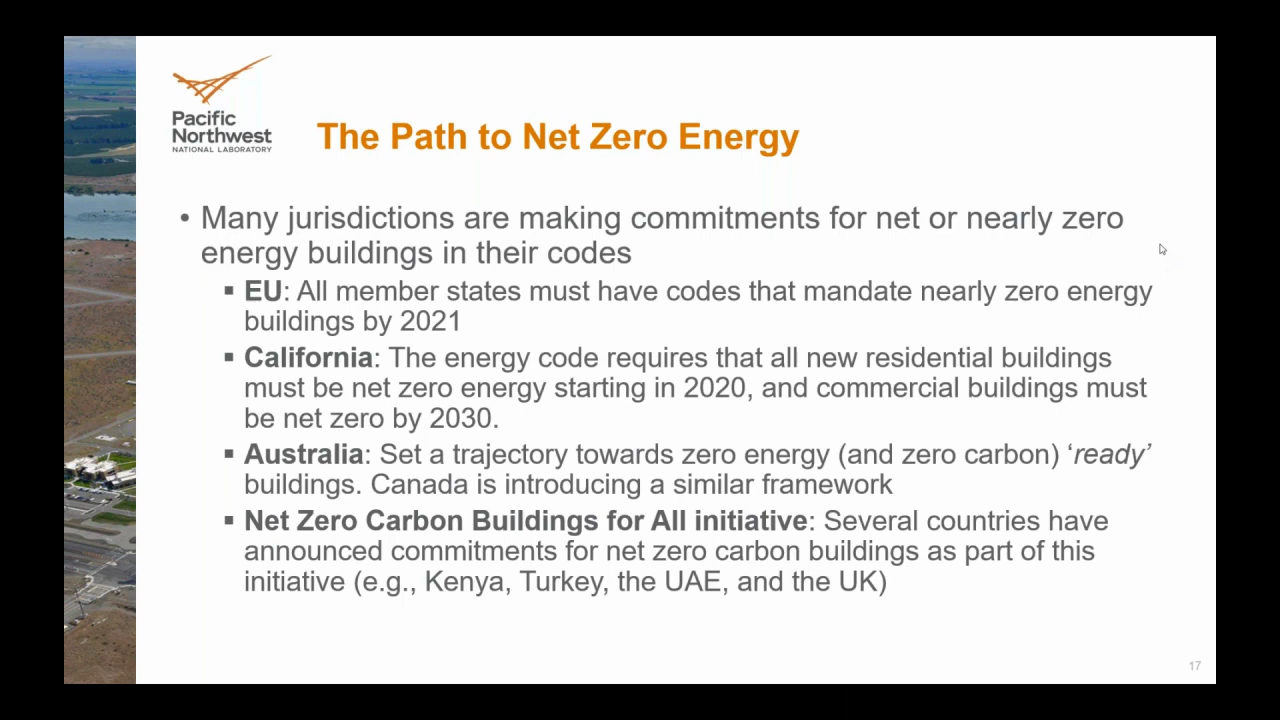 Pacific
Northwest
NATIONAL LABORATORY
The Path to Net Zero Energy
• Many jurisdictions are making commitments for net or nearly zero
energy buildings in their codes
▪ EU: All member states must have codes that mandate nearly zero energy
buildings by 2021
▪ California: The energy code requires that all new residential buildings
must be net zero energy starting in 2020, and commercial buildings must
be net zero by 2030.
▪ Australia: Set a trajectory towards zero energy (and zero carbon) ‘ready’
buildings. Canada is introducing a similar framework
▪ Net Zero Carbon Buildings for All initiative: Several countries have
announced commitments for net zero carbon buildings as part of this
initiative (e.g., Kenya, Turkey, the UAE, and the UK)
17